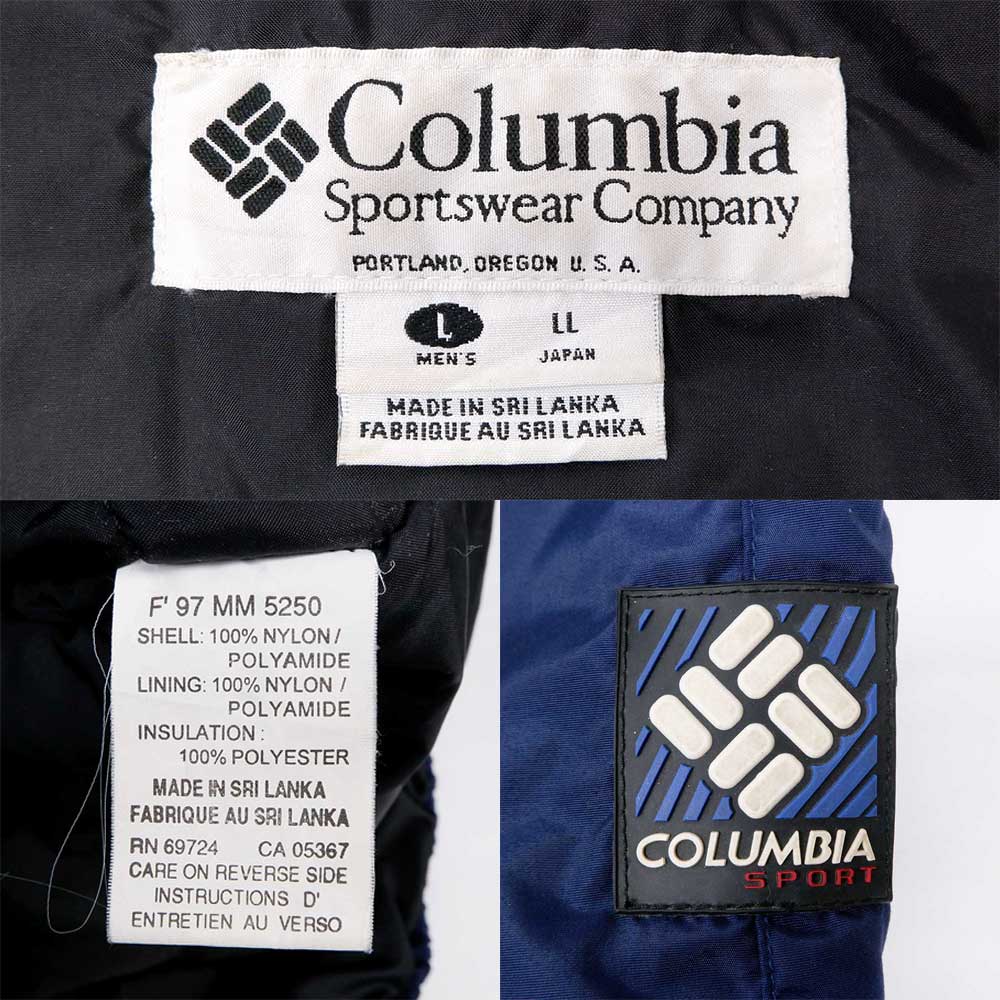 Columbia
Sportswear Company
PORTLAND, OREGON U.S.A.
L LL
MEN'S JAPAN
MADE IN SRI LANKA
FABRIQUE AU SRI LANKA
F' 97 MM 5250
SHELL: 100% NYLON /
POLYAMIDE
LINING: 100% NYLON /
POLYAMIDE
INSULATION :
100% POLYESTER
MADE IN SRI LANKA
FABRIQUE AU SRI LANKA
RN 69724 CA 05367
CARE ON REVERSE SIDE
INSTRUCTIONS D'
ENTRETIEN AU VERSO
COLUMBIA
SPORT